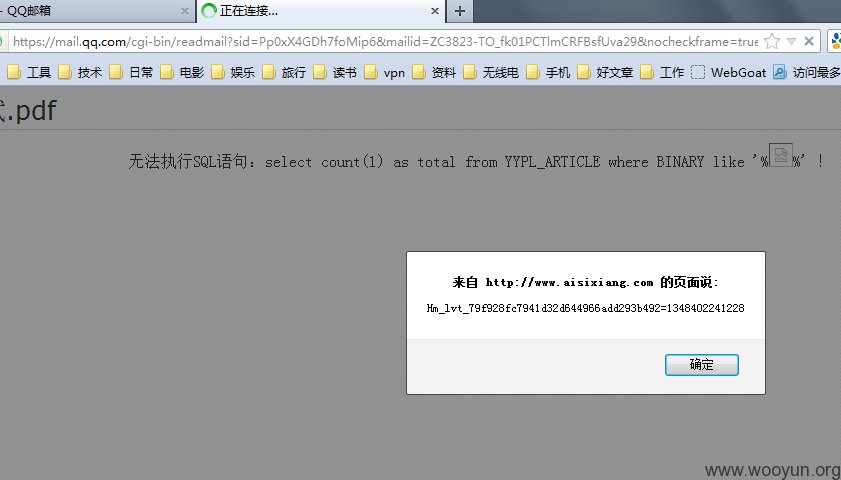 - QQ邮箱
正在连接...
https://mail.qq.com/cgi-bin/readmail?sid=Pp0xX4GDh7foMip6&mailid=ZC3823-TO_fk01PCTlmCRFBsfUva29&nocheckframe=true
工具 技术 日常 电影 娱乐 旅行 读书 vpn 资料 无线电 手机 好文章 工作 WebGoat 访问最多
.pdf
无法执行SQL语句：select count(1) as total from YYPL_ARTICLE where BINARY like '%%' !
来自 http://www.aisixiang.com 的页面说:
Hm_lvt_79f928fc7941d32d644966add293b492=1348402241228
确定
www.wooyun.org